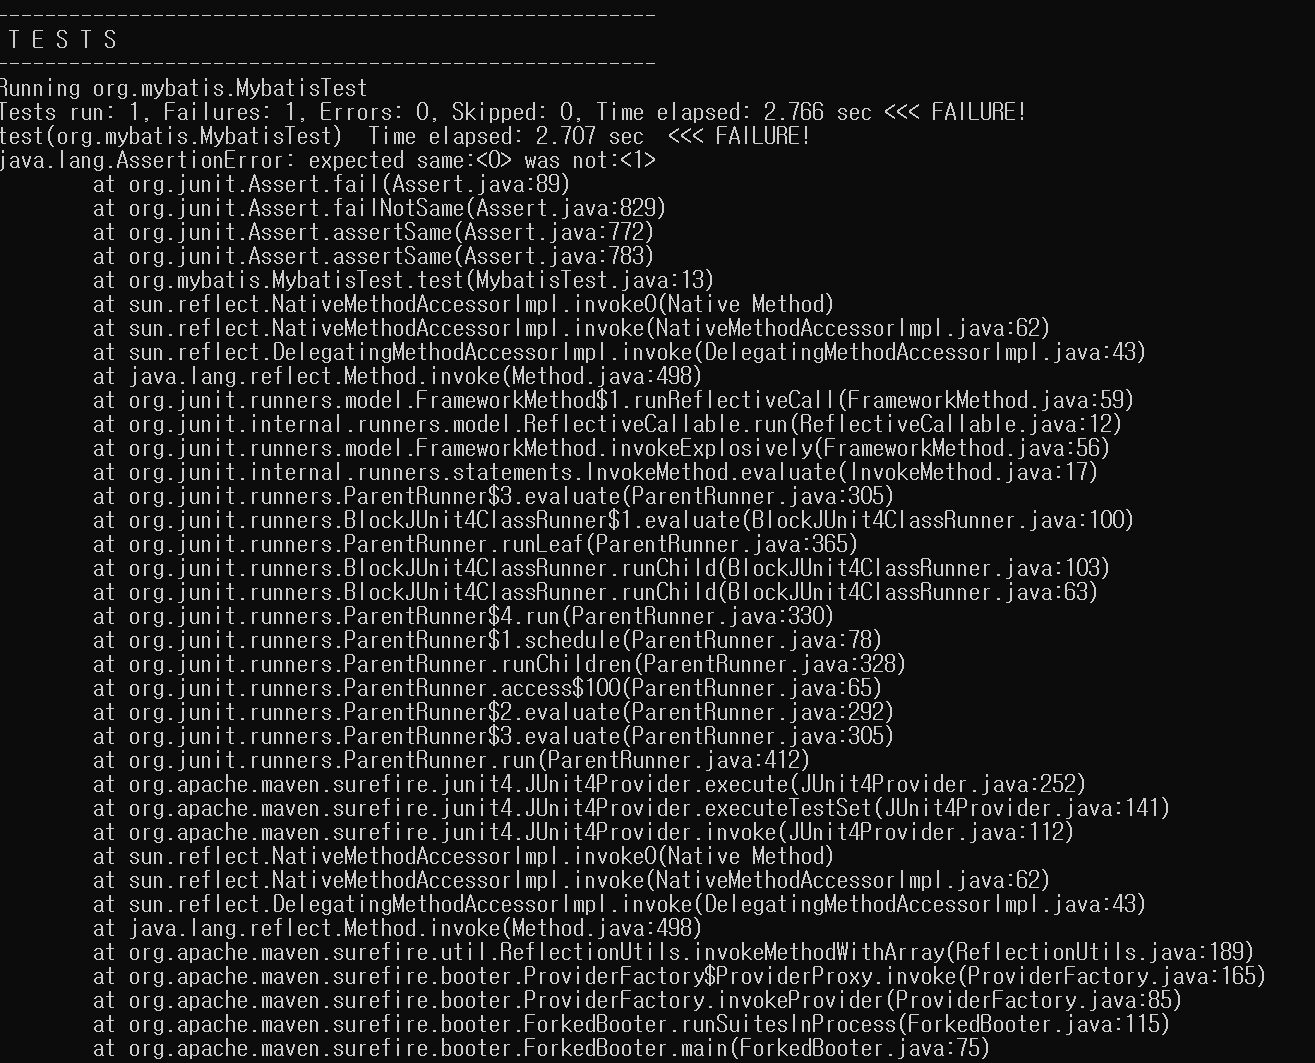 -------------------------------------------------------
 T E S T S
-------------------------------------------------------
Running org.mybatis.MybatisTest
Tests run: 1, Failures: 1, Errors: 0, Skipped: 0, Time elapsed: 2.766 sec <<< FAILURE!
test(org.mybatis.MybatisTest)  Time elapsed: 2.707 sec  <<< FAILURE!
java.lang.AssertionError: expected same:<0> was not:<1>
        at org.junit.Assert.fail(Assert.java:89)
        at org.junit.Assert.failNotSame(Assert.java:829)
        at org.junit.Assert.assertSame(Assert.java:772)
        at org.junit.Assert.assertSame(Assert.java:783)
        at org.mybatis.MybatisTest.test(MybatisTest.java:13)
        at sun.reflect.NativeMethodAccessorImpl.invoke0(Native Method)
        at sun.reflect.NativeMethodAccessorImpl.invoke(NativeMethodAccessorImpl.java:62)
        at sun.reflect.DelegatingMethodAccessorImpl.invoke(DelegatingMethodAccessorImpl.java:43)
        at java.lang.reflect.Method.invoke(Method.java:498)
        at org.junit.runners.model.FrameworkMethod$1.runReflectiveCall(FrameworkMethod.java:59)
        at org.junit.internal.runners.model.ReflectiveCallable.run(ReflectiveCallable.java:12)
        at org.junit.runners.model.FrameworkMethod.invokeExplosively(FrameworkMethod.java:56)
        at org.junit.internal.runners.statements.InvokeMethod.evaluate(InvokeMethod.java:17)
        at org.junit.runners.ParentRunner$3.evaluate(ParentRunner.java:305)
        at org.junit.runners.BlockJUnit4ClassRunner$1.evaluate(BlockJUnit4ClassRunner.java:100)
        at org.junit.runners.ParentRunner.runLeaf(ParentRunner.java:365)
        at org.junit.runners.BlockJUnit4ClassRunner.runChild(BlockJUnit4ClassRunner.java:103)
        at org.junit.runners.BlockJUnit4ClassRunner.runChild(BlockJUnit4ClassRunner.java:63)
        at org.junit.runners.ParentRunner$4.run(ParentRunner.java:330)
        at org.junit.runners.ParentRunner$1.schedule(ParentRunner.java:78)
        at org.junit.runners.ParentRunner.runChildren(ParentRunner.java:328)
        at org.junit.runners.ParentRunner.access$100(ParentRunner.java:65)
        at org.junit.runners.ParentRunner$2.evaluate(ParentRunner.java:292)
        at org.junit.runners.ParentRunner$3.evaluate(ParentRunner.java:305)
        at org.junit.runners.ParentRunner.run(ParentRunner.java:412)
        at org.apache.maven.surefire.junit4.JUnit4Provider.execute(JUnit4Provider.java:252)
        at org.apache.maven.surefire.junit4.JUnit4Provider.executeTestSet(JUnit4Provider.java:141)
        at org.apache.maven.surefire.junit4.JUnit4Provider.invoke(JUnit4Provider.java:112)
        at sun.reflect.NativeMethodAccessorImpl.invoke0(Native Method)
        at sun.reflect.NativeMethodAccessorImpl.invoke(NativeMethodAccessorImpl.java:62)
        at sun.reflect.DelegatingMethodAccessorImpl.invoke(DelegatingMethodAccessorImpl.java:43)
        at java.lang.reflect.Method.invoke(Method.java:498)
        at org.apache.maven.surefire.util.ReflectionUtils.invokeMethodWithArray(ReflectionUtils.java:189)
        at org.apache.maven.surefire.booter.ProviderFactory$ProviderProxy.invoke(ProviderFactory.java:165)
        at org.apache.maven.surefire.booter.ProviderFactory.invokeProvider(ProviderFactory.java:85)
        at org.apache.maven.surefire.booter.ForkedBooter.runSuitesInProcess(ForkedBooter.java:115)
        at org.apache.maven.surefire.booter.ForkedBooter.main(ForkedBooter.java:75)